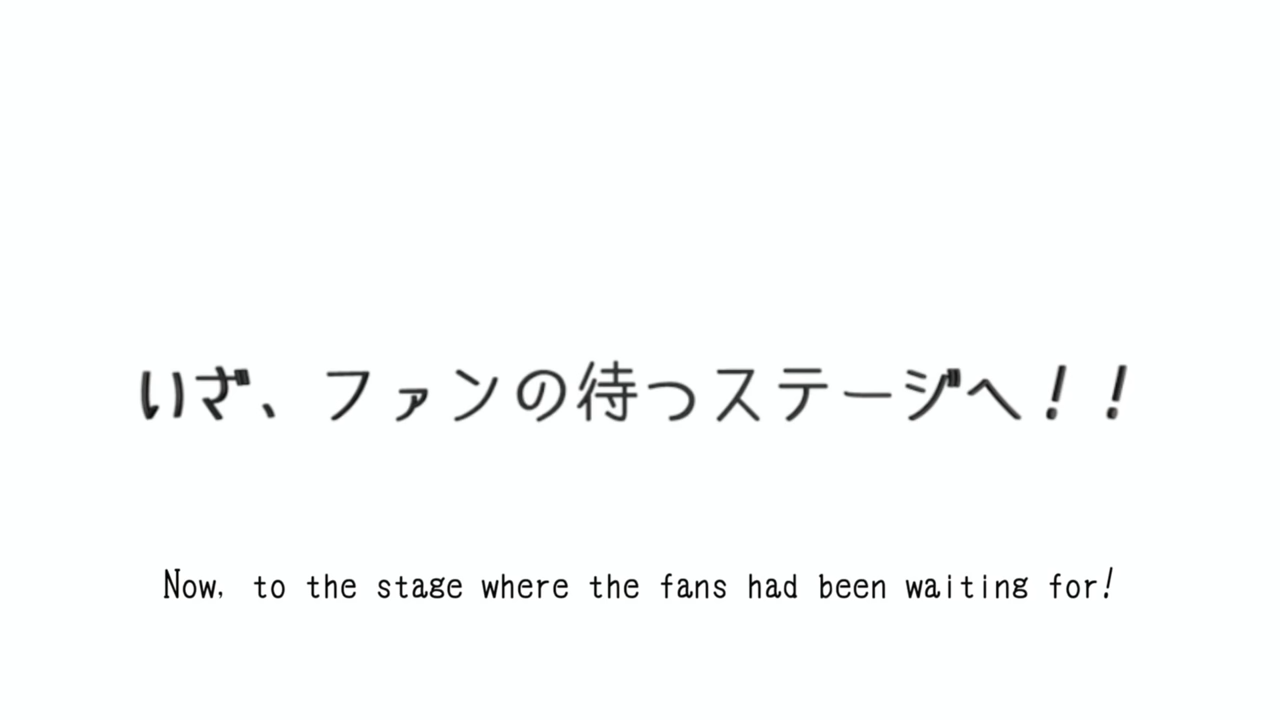 いざ、ファンの待つステージへ！！
Now, to the stage where the fans had been waiting for!